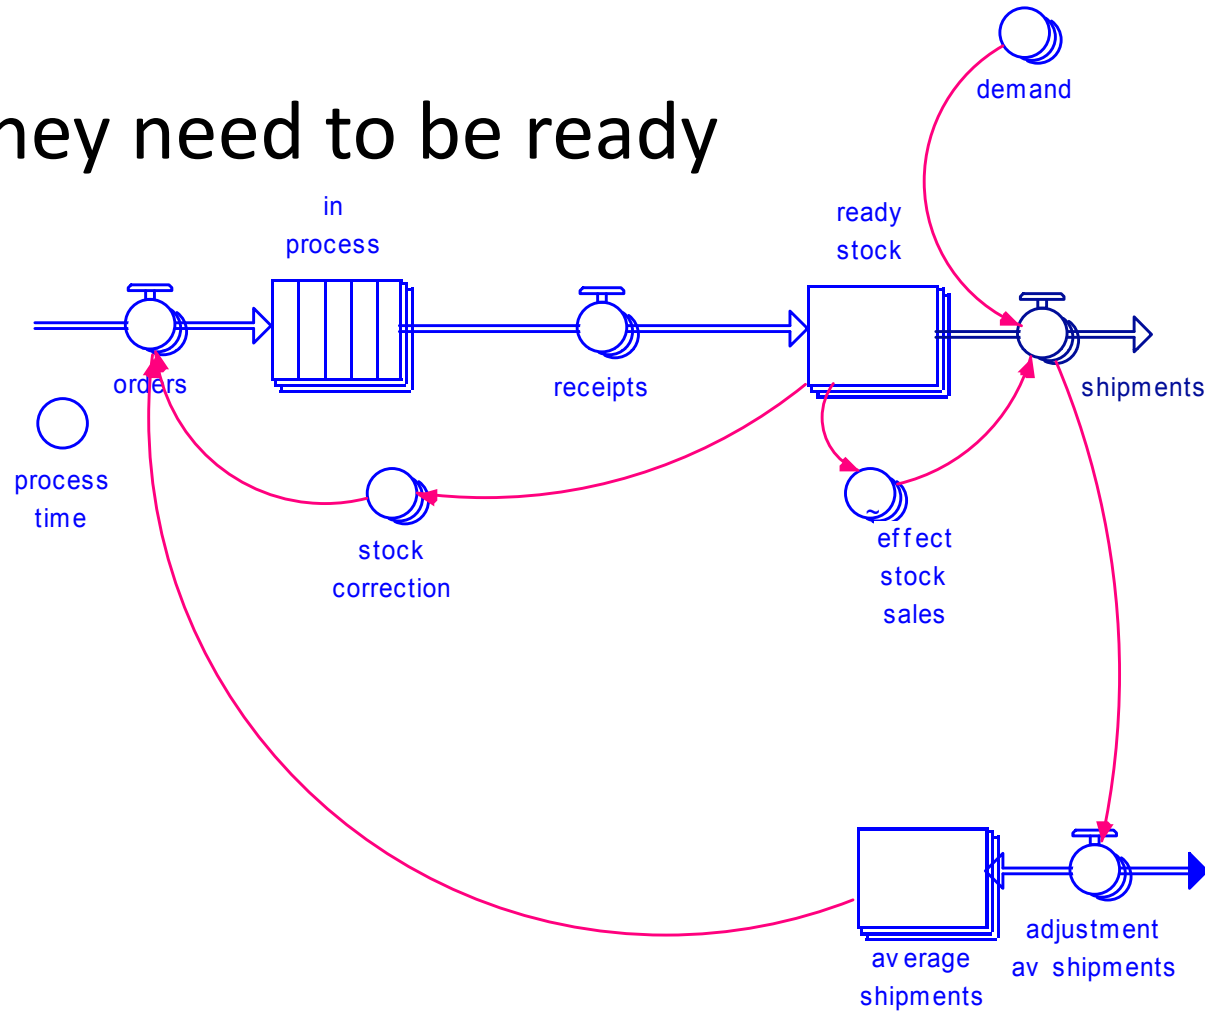 demand
hey need to be ready
in
process
ready
stock
orders
receipts
shipments
process
time
stock
correction
~
effect
stock
sales
adjustment
av shipments
average
shipments